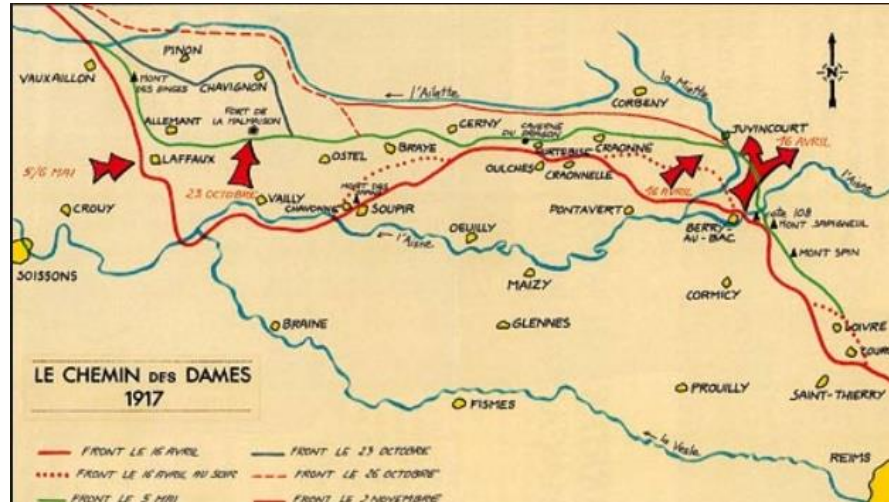 PINON
VAUXAILLON
MONT
DES SINGES
CHAVIGNON
l'Ailette
la Miette
CORBENY
N
ALLEMANT
FORT DE
LA MALMAISON
CERNY
CAVERNE
DU DRAGON
JUVINCOURT
16 AVRIL
5/6 MAI
LAFFAUX
OSTEL
BRAYE
HURTEBISE
CRAONNE
OULCHES
CRAONNELLE
l'Aisne
23 OCTOBRE
16 AVRIL
CROUY
VAILLY
MONT DES
CHAVONNE
SOUPIR
PONTAVERT
BERRY
AU-BAC
côte 108
MONT SAPIGNEUL
l'Aisne
OEUILLY
MONT SPIN
SOISSONS
MAIZY
CORMICY
BRAINE
GLENNES
LOIVRE
COURCY
LE CHEMIN DES DAMES
1917
PROUILLY
SAINT-THIERRY
FISMES
la Vesle
REIMS
FRONT LE 16 AVRIL
FRONT LE 23 OCTOBRE
FRONT LE 16 AVRIL AU SOIR
FRONT LE 26 OCTOBRE
FRONT LE 5 MAI
FRONT LE 2 NOVEMBRE